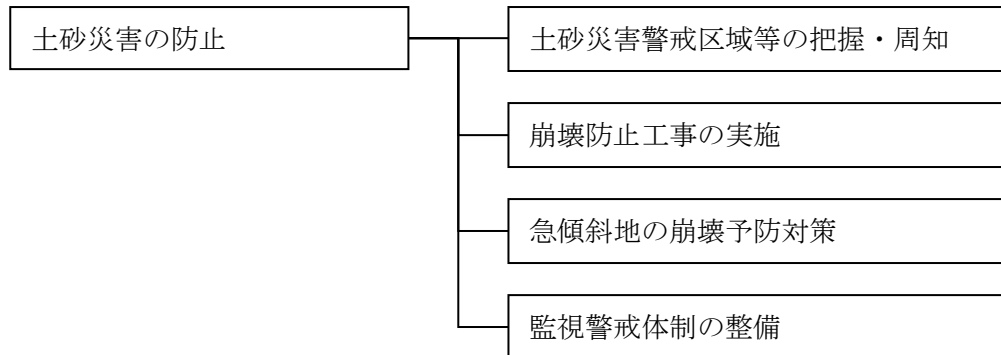 土砂災害の防止
土砂災害警戒区域等の把握・周知
崩壊防止工事の実施
急傾斜地の崩壊予防対策
監視警戒体制の整備